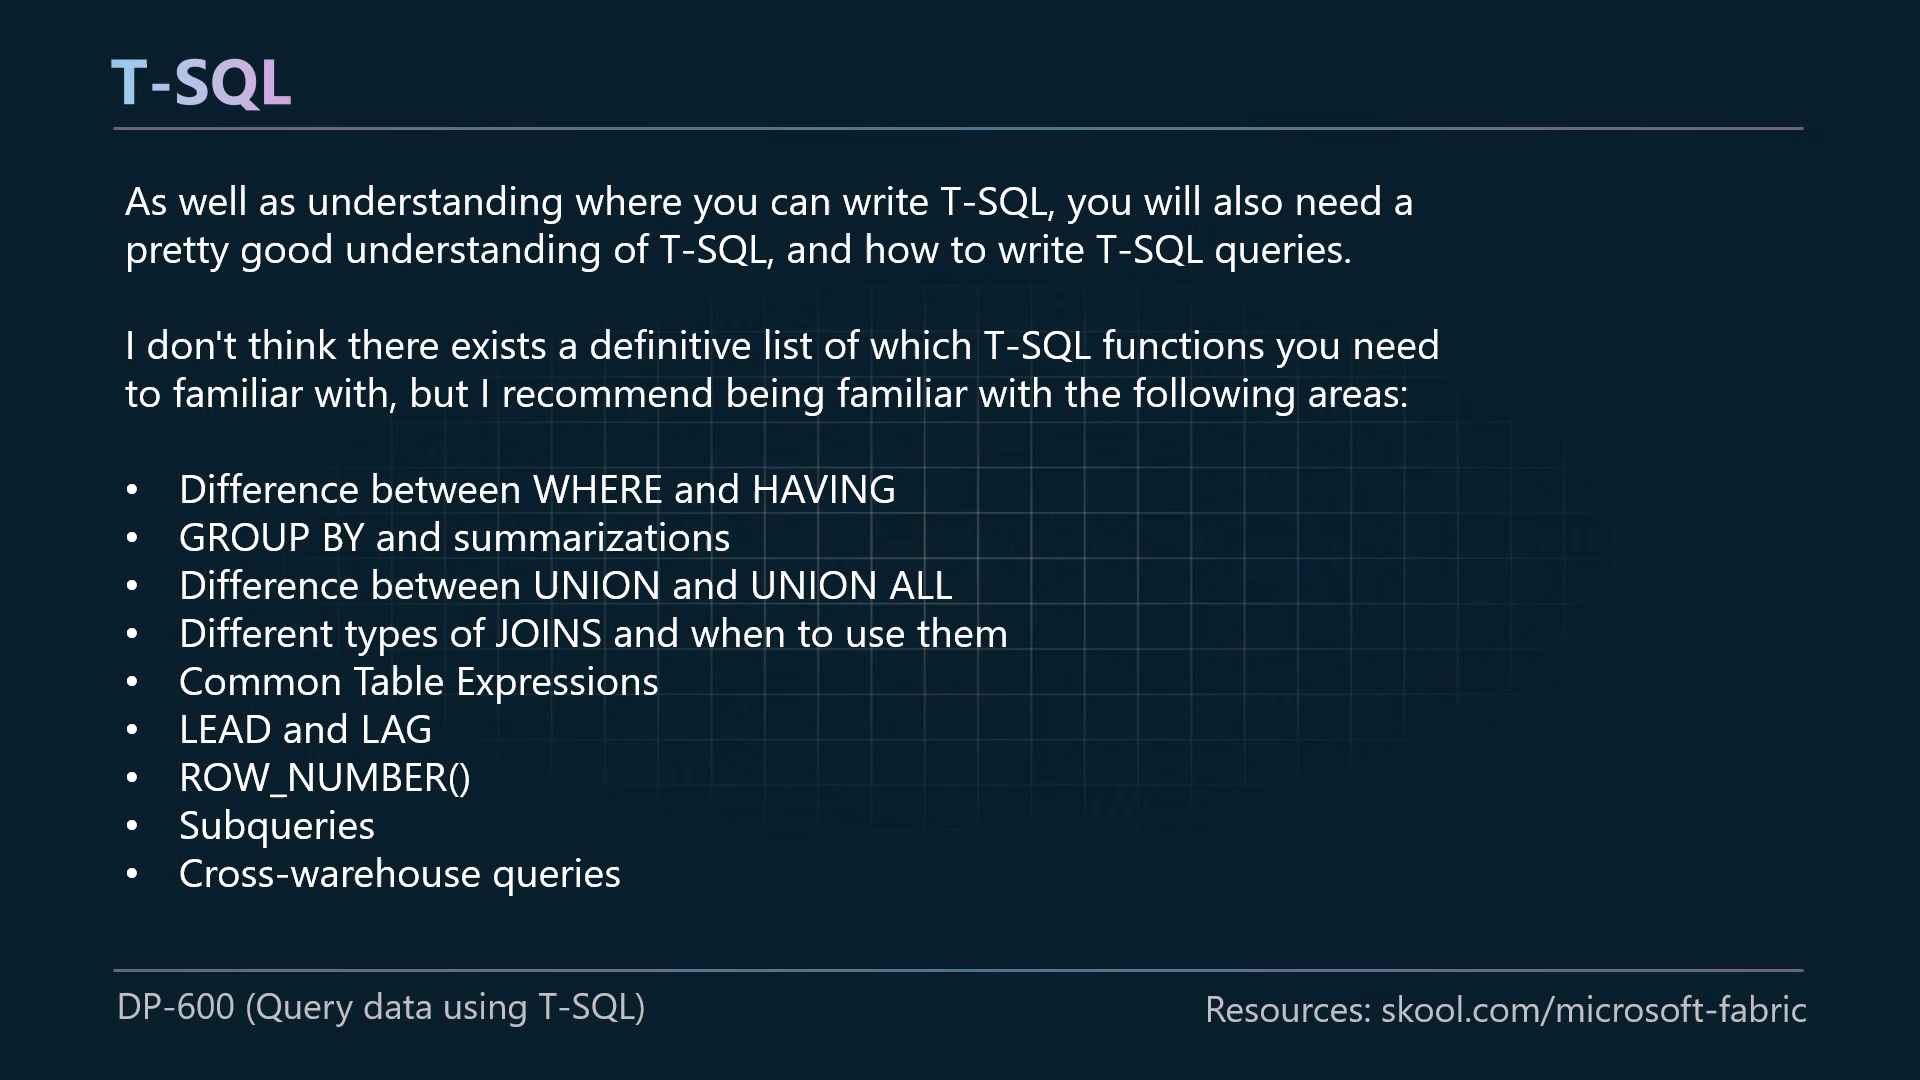 T-SQL
As well as understanding where you can write T-SQL, you will also need a
pretty good understanding of T-SQL, and how to write T-SQL queries.
I don't think there exists a definitive list of which T-SQL functions you need
to familiar with, but I recommend being familiar with the following areas:
• Difference between WHERE and HAVING
• GROUP BY and summarizations
• Difference between UNION and UNION ALL
• Different types of JOINS and when to use them
• Common Table Expressions
• LEAD and LAG
• ROW_NUMBER()
• Subqueries
• Cross-warehouse queries
DP-600 (Query data using T-SQL)
Resources: skool.com/microsoft-fabric